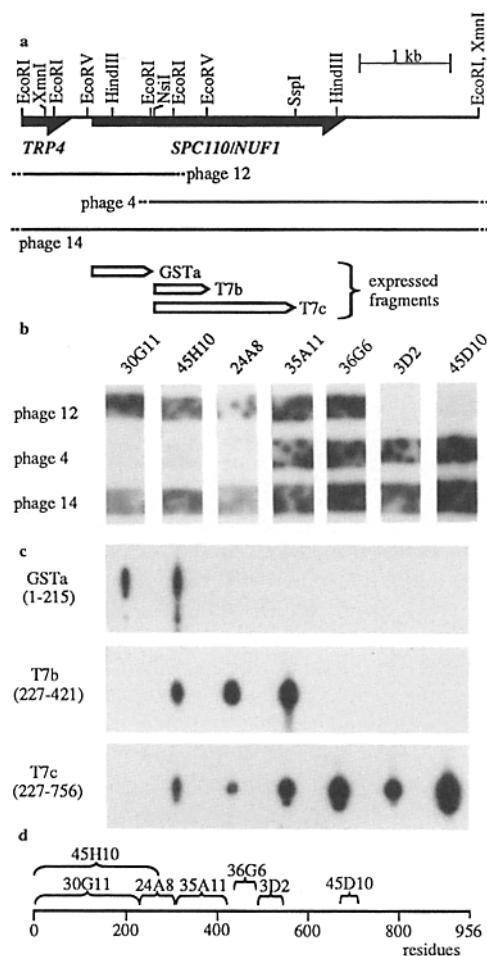 a
1 kb
EcoRI
XmnI
EcoRI
EcoRV
HindIII
EcoRI
NsiI
EcoRI
EcoRV
SspI
HindIII
EcoRI, XmnI
TRP4
SPC110/NUF1
phage 12
phage 4
phage 14
GSTa
T7b
T7c
expressed
fragments
b
30G11
45H10
24A8
35A11
36G6
3D2
45D10
phage 12
phage 4
phage 14
c
GSTa
(1-215)
T7b
(227-421)
T7c
(227-756)
d
45H10
30G11
24A8
35A11
36G6
3D2
45D10
0
200
400
600
800
956
residues